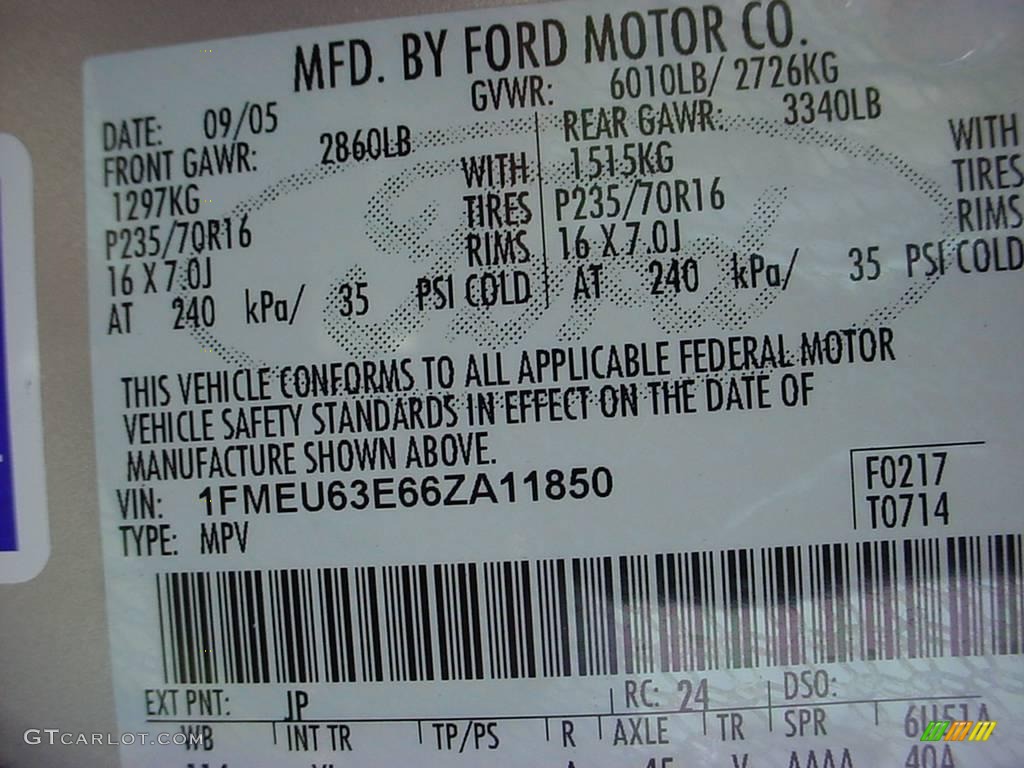 MFD. BY FORD MOTOR CO.
DATE: 09/05 GVWR: 6010LB/ 2726KG
FRONT GAWR: 2860LB REAR GAWR: 3340LB
1297KG WITH 1515KG WITH
P235/70R16 TIRES P235/70R16 TIRES
16 X 7.0J RIMS 16 X 7.0J RIMS
AT 240 kPa/ 35 PSI COLD AT 240 kPa/ 35 PSI COLD
THIS VEHICLE CONFORMS TO ALL APPLICABLE FEDERAL MOTOR
VEHICLE SAFETY STANDARDS IN EFFECT ON THE DATE OF
MANUFACTURE SHOWN ABOVE.
VIN: 1FMEU63E66ZA11850
TYPE: MPV
F0217
T0714
EXT PNT: JP RC: 24 DSO:
WB INT TR TP/PS R AXLE TR SPR 6U51A
AAAA 40A
GTCARLOT.COM